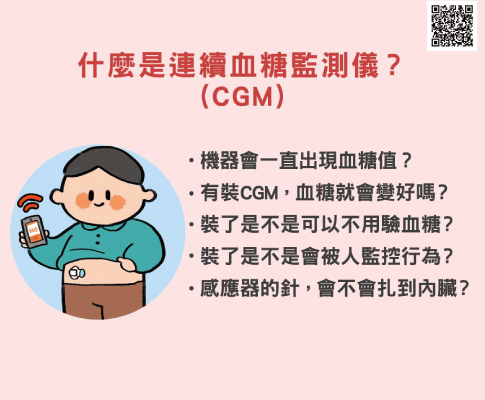 什麼是連續血糖監測儀？
(CGM)
・機器會一直出現血糖值？
・有裝CGM，血糖就會變好嗎？
・裝了是不是可以不用驗血糖？
・裝了是不是會被人監控行為？
・感應器的針，會不會扎到內臟？